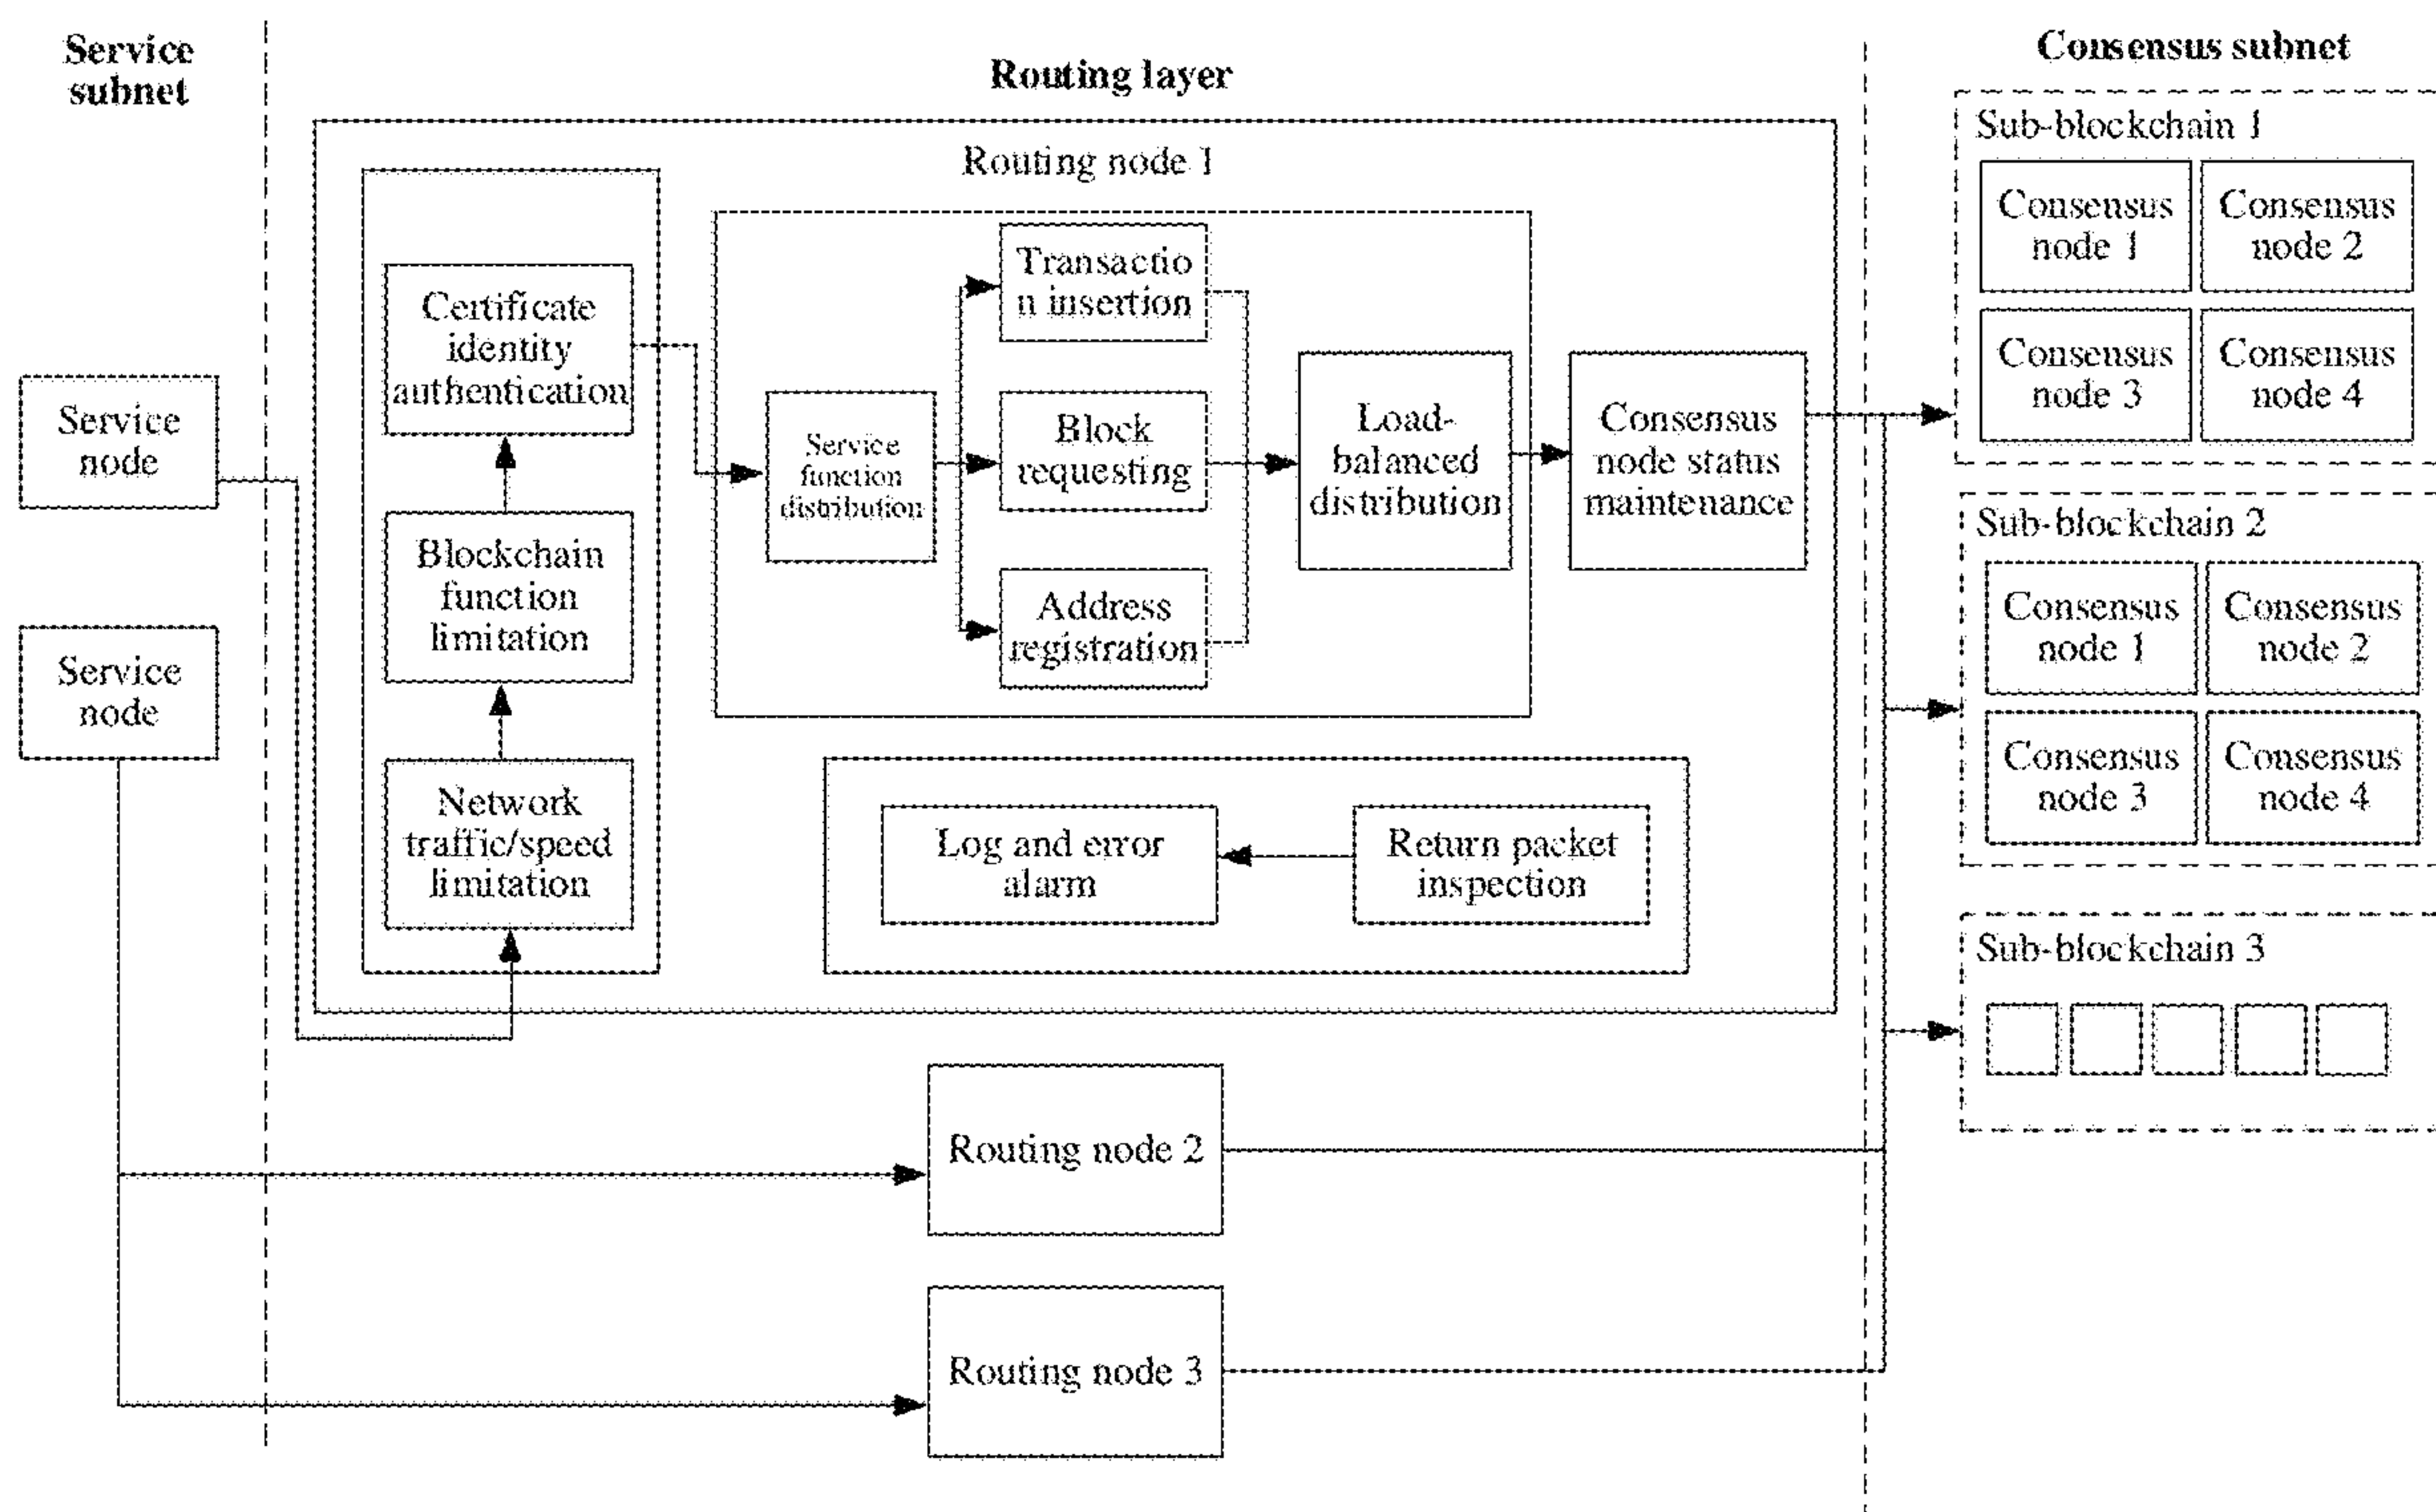 Service
subnet
Routing layer
Consensus subnet
Routing node 1
Service
node
Service
node
Certificate
identity
authentication
Blockchain
function
limitation
Network
traffic/speed
limitation
Service
function
distribution
Transactio
n insertion
Block
requesting
Address
registration
Load-
balanced
distribution
Consensus
node status
maintenance
Log and error
alarm
Return packet
inspection
Routing node 2
Routing node 3
Sub-blockchain 1
Consensus
node 1
Consensus
node 2
Consensus
node 3
Consensus
node 4
Sub-blockchain 2
Consensus
node 1
Consensus
node 2
Consensus
node 3
Consensus
node 4
Sub-blockchain 3